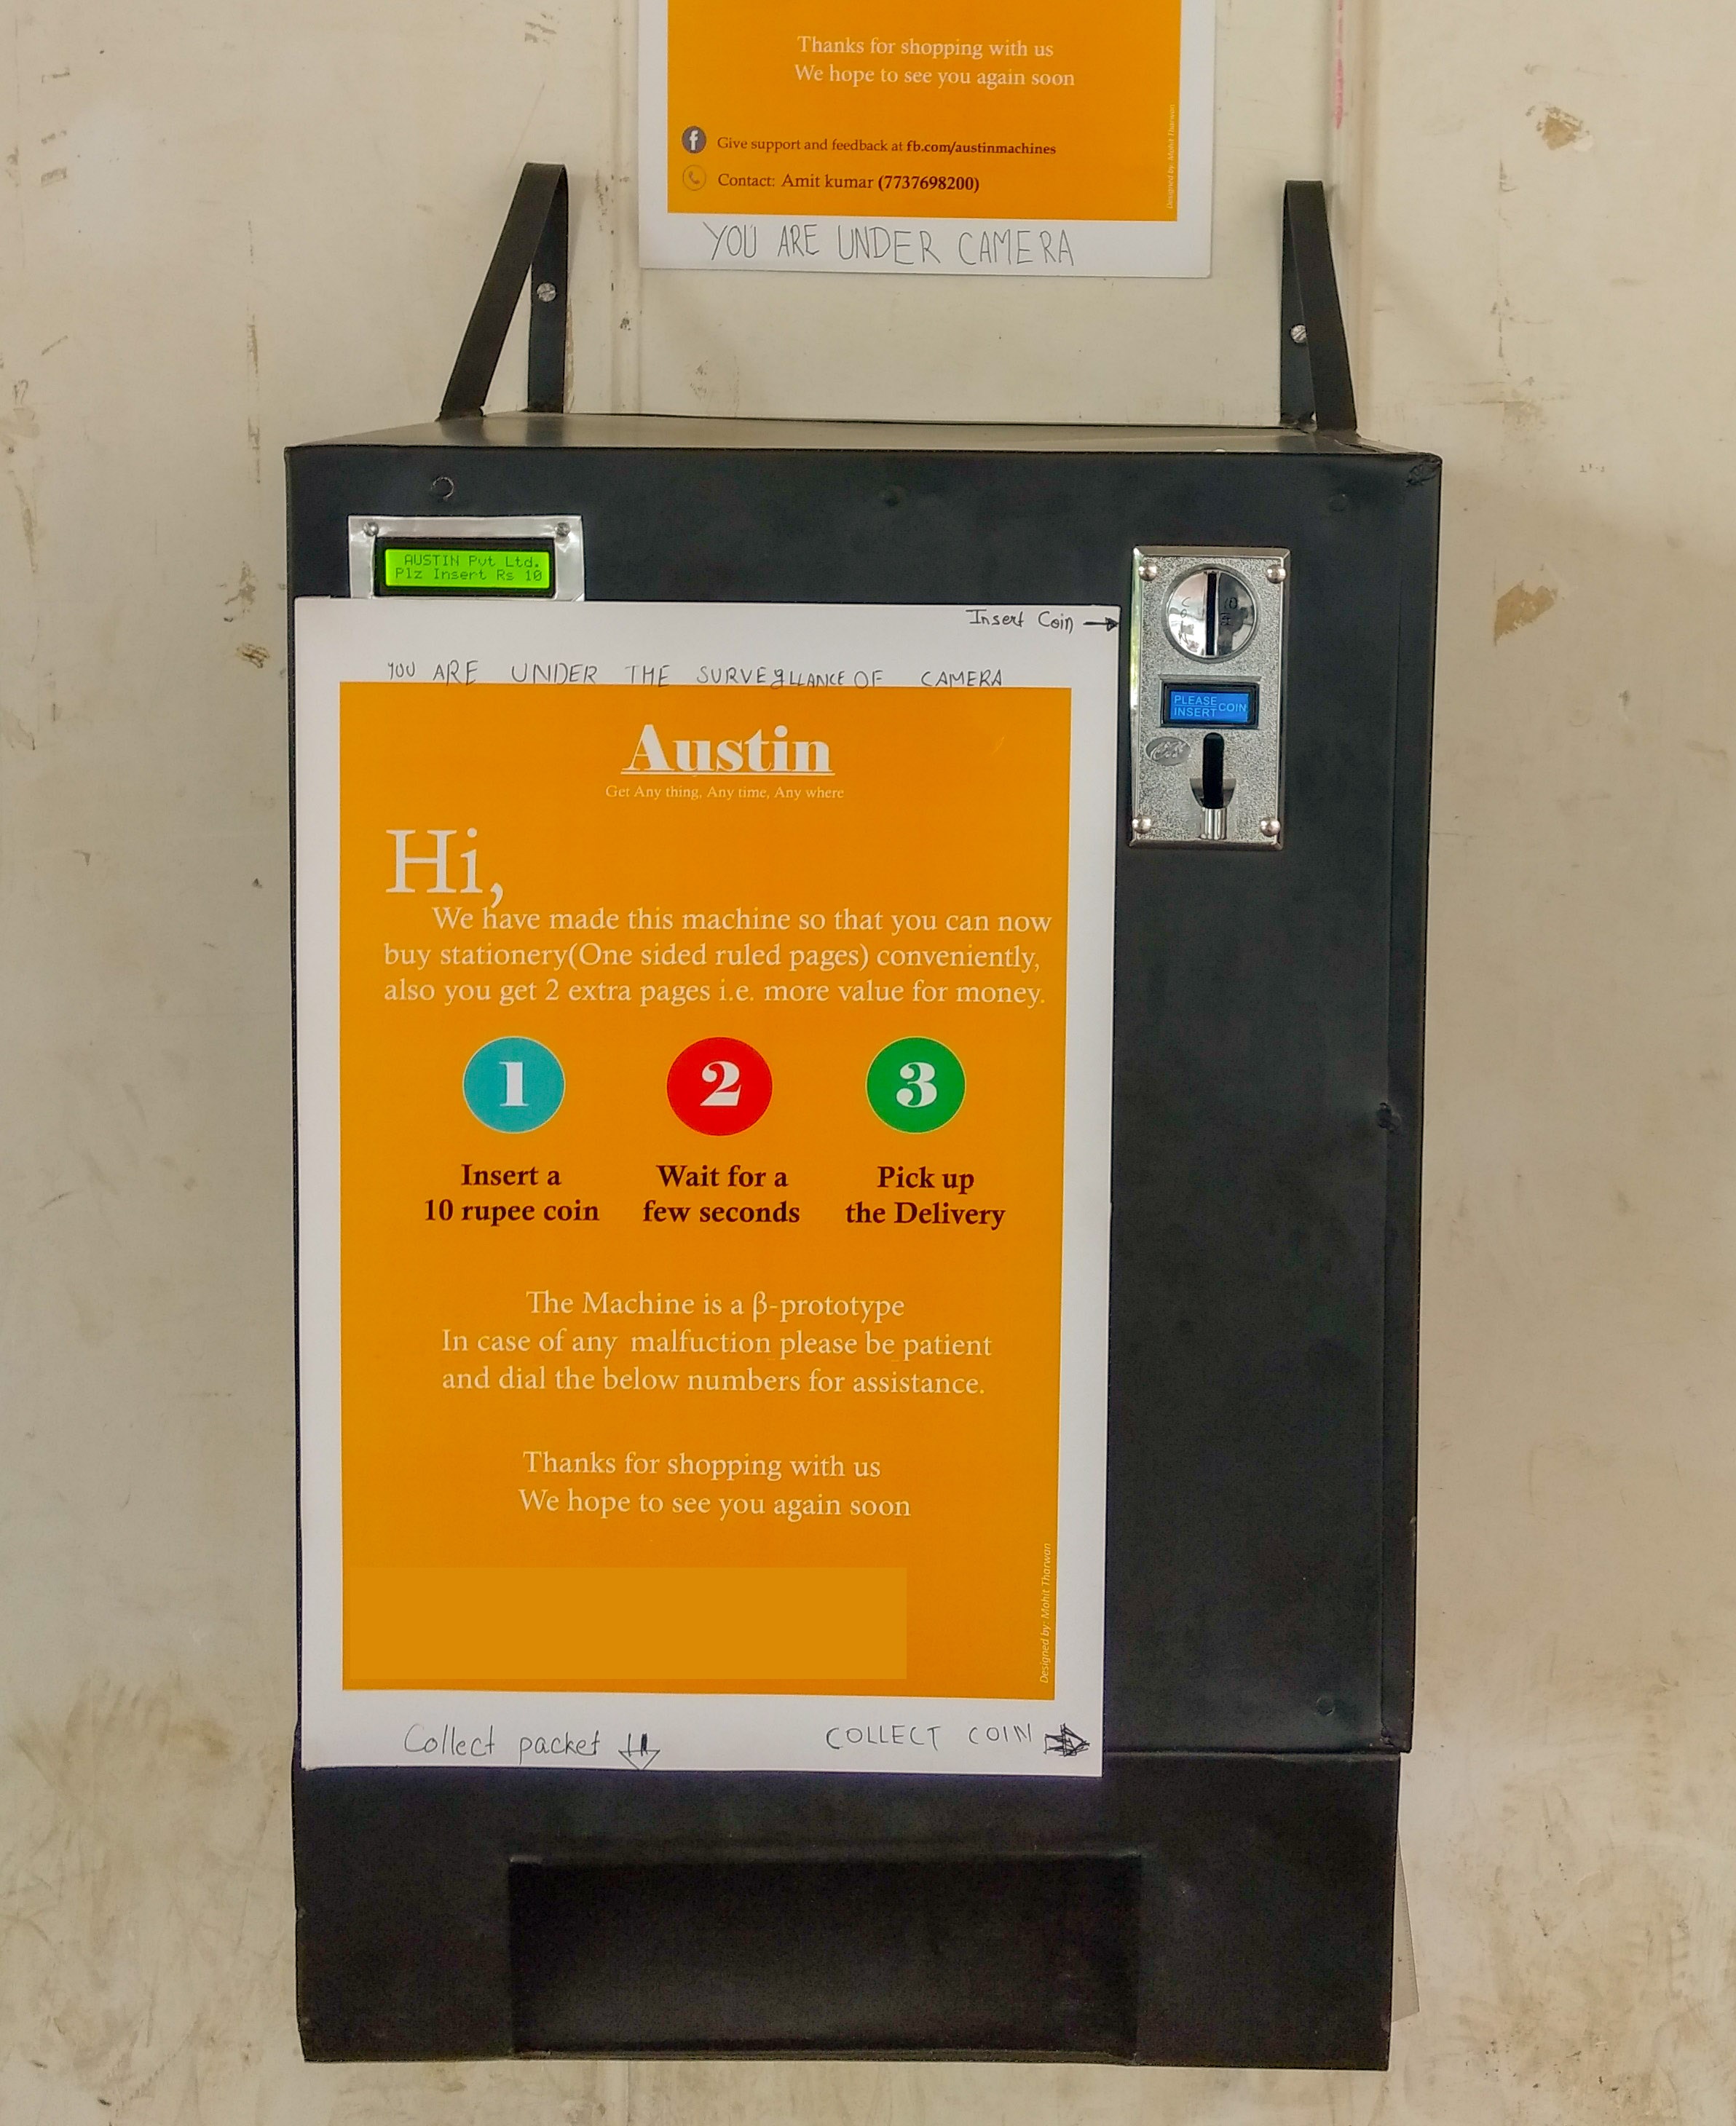 Thanks for shopping with us
We hope to see you again soon
Give support and feedback at fb.com/austinmachines
Contact: Amit kumar (7737698200)
Designed by: Mohit Tharwan
YOU ARE UNDER CAMERA
AUSTIN Pvt Ltd.
Plz Insert Rs 10
Insert Coin
PLEASE INSERT COIN
YOU ARE UNDER THE SURVEILLANCE OF CAMERA
Austin
Get Any thing, Any time, Any where
Hi,
We have made this machine so that you can now
buy stationery(One sided ruled pages) conveniently,
also you get 2 extra pages i.e. more value for money.
1 2 3
Insert a Wait for a Pick up
10 rupee coin few seconds the Delivery
The Machine is a β-prototype
In case of any malfuction please be patient
and dial the below numbers for assistance.
Thanks for shopping with us
We hope to see you again soon
Designed by: Mohit Tharwan
Collect packet
COLLECT COIN